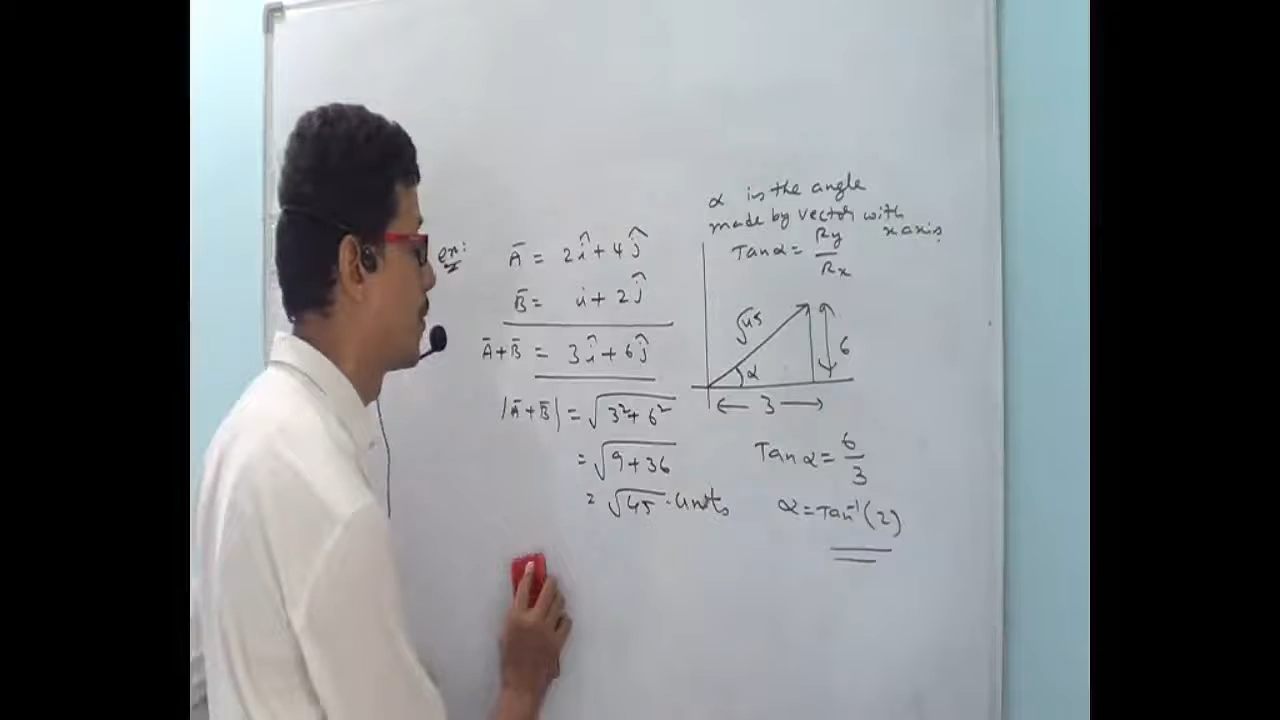 ex:
A̅ = 2î + 4ĵ
B̅ = i + 2ĵ
A̅+B̅ = 3î + 6ĵ
|A̅+B̅| = √(3²+6²)
= √(9+36)
= √45 . units
α is the angle
made by vector with
x axis.
Tanα = Ry/Rx
√45
6
α
3
Tan α = 6/3
α = Tan⁻¹(2)